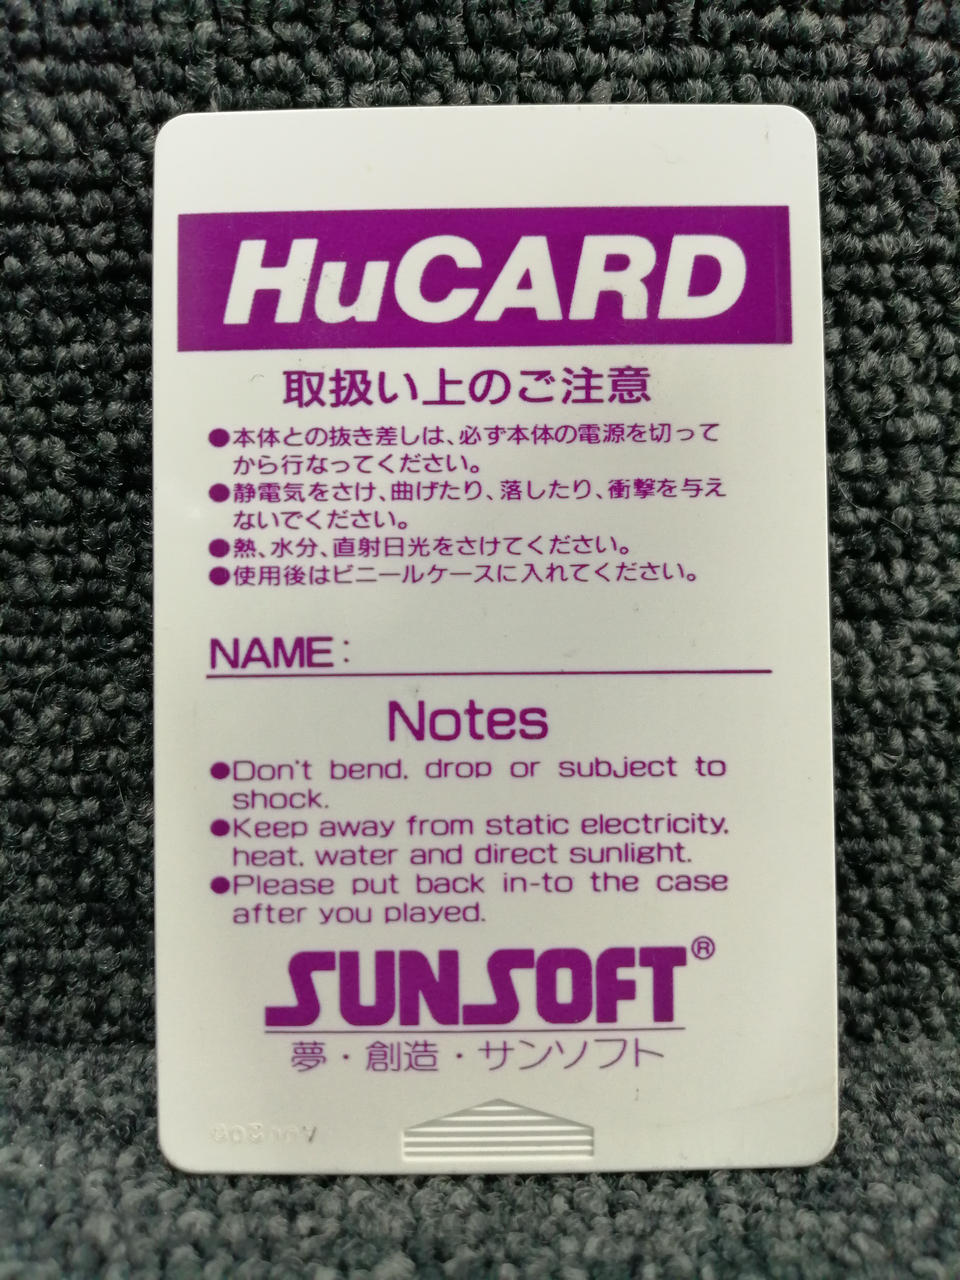 HuCARD
取扱い上のご注意
●本体との抜き差しは、必ず本体の電源を切って
から行なってください。
●静電気をさけ、曲げたり、落したり、衝撃を与え
ないでください。
●熱、水分、直射日光をさけてください。
●使用後はビニールケースに入れてください。
NAME:
Notes
●Don't bend, drop or subject to
shock.
●Keep away from static electricity,
heat, water and direct sunlight.
●Please put back in-to the case
after you played.
SUNSOFT®
夢・創造・サンソフト